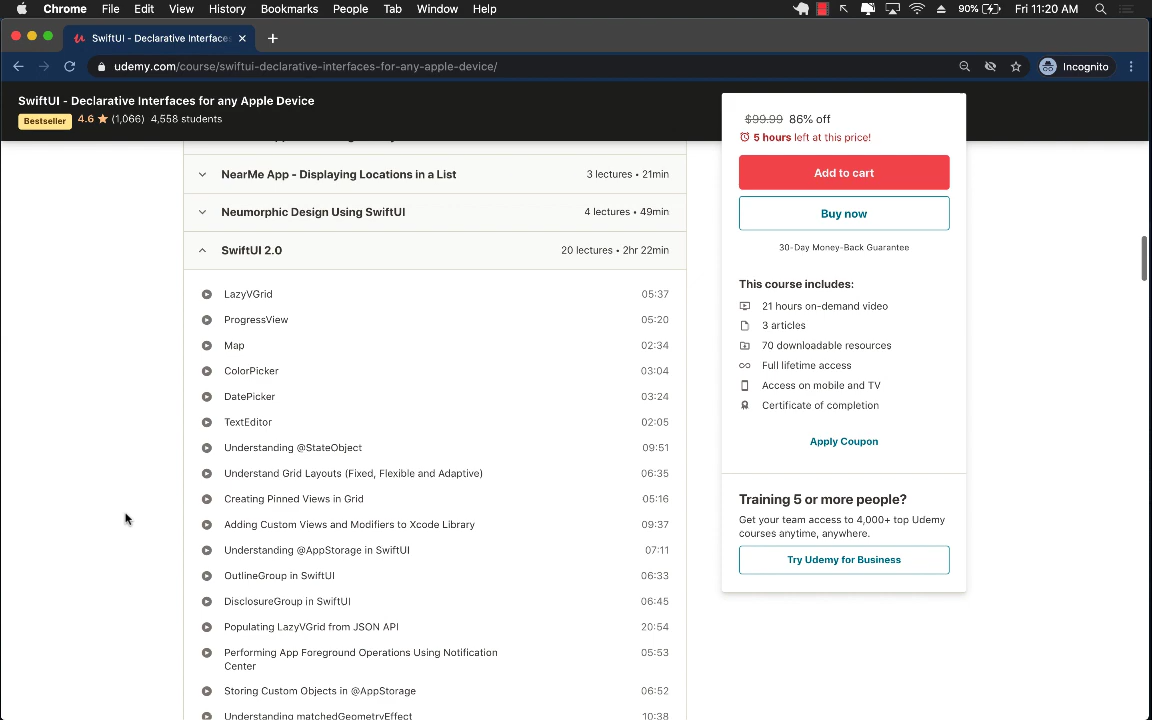 Chrome File Edit View History Bookmarks People Tab Window Help 90% Fri 11:20 AM
SwiftUI - Declarative Interfaces
udemy.com/course/swiftui-declarative-interfaces-for-any-apple-device/ Incognito
SwiftUI - Declarative Interfaces for any Apple Device
Bestseller 4.6 (1,066) 4,558 students
NearMe App - Displaying Locations in a List 3 lectures • 21min
Neumorphic Design Using SwiftUI 4 lectures • 49min
SwiftUI 2.0 20 lectures • 2hr 22min
LazyVGrid 05:37
ProgressView 05:20
Map 02:34
ColorPicker 03:04
DatePicker 03:24
TextEditor 02:05
Understanding @StateObject 09:51
Understand Grid Layouts (Fixed, Flexible and Adaptive) 06:35
Creating Pinned Views in Grid 05:16
Adding Custom Views and Modifiers to Xcode Library 09:37
Understanding @AppStorage in SwiftUI 07:11
OutlineGroup in SwiftUI 06:33
DisclosureGroup in SwiftUI 06:45
Populating LazyVGrid from JSON API 20:54
Performing App Foreground Operations Using Notification 05:53
Center
Storing Custom Objects in @AppStorage 06:52
Understanding matchedGeometryEffect 10:38
$99.99 86% off
5 hours left at this price!
Add to cart
Buy now
30-Day Money-Back Guarantee
This course includes:
21 hours on-demand video
3 articles
70 downloadable resources
Full lifetime access
Access on mobile and TV
Certificate of completion
Apply Coupon
Training 5 or more people?
Get your team access to 4,000+ top Udemy
courses anytime, anywhere.
Try Udemy for Business